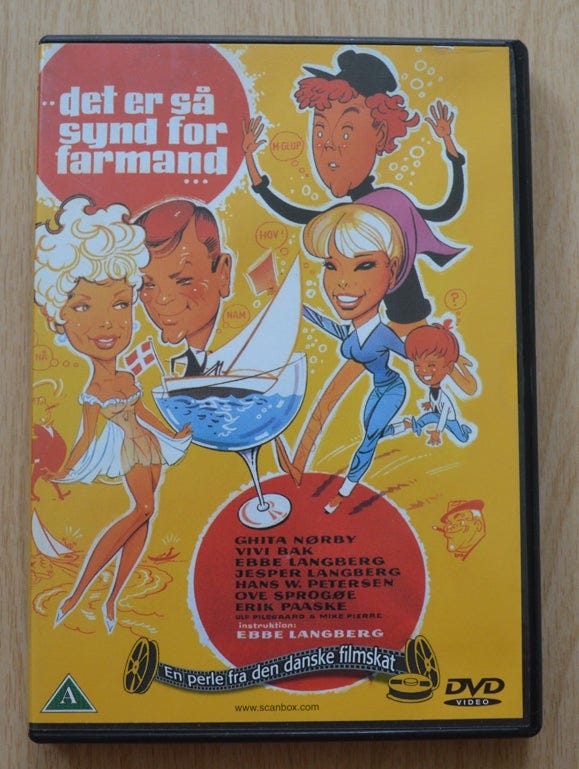 ..det er så
synd for
farmand
...
M-GLUP
HOV!
NAM
NÅ
?
GHITA NØRBY
VIVI BAK
EBBE LANGBERG
JESPER LANGBERG
HANS W. PETERSEN
OVE SPROGØE
ERIK PAASKE
ULF PILGAARD & MIKE PIERRE
instruktion:
EBBE LANGBERG
En perle fra den danske filmskat
A
www.scanbox.com
DVD
VIDEO